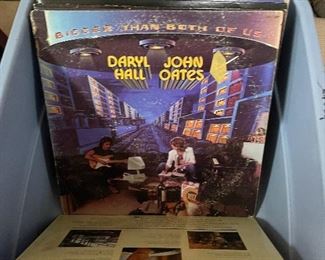 BIGGER THAN BOTH OF US
DARYL JOHN
HALL OATES